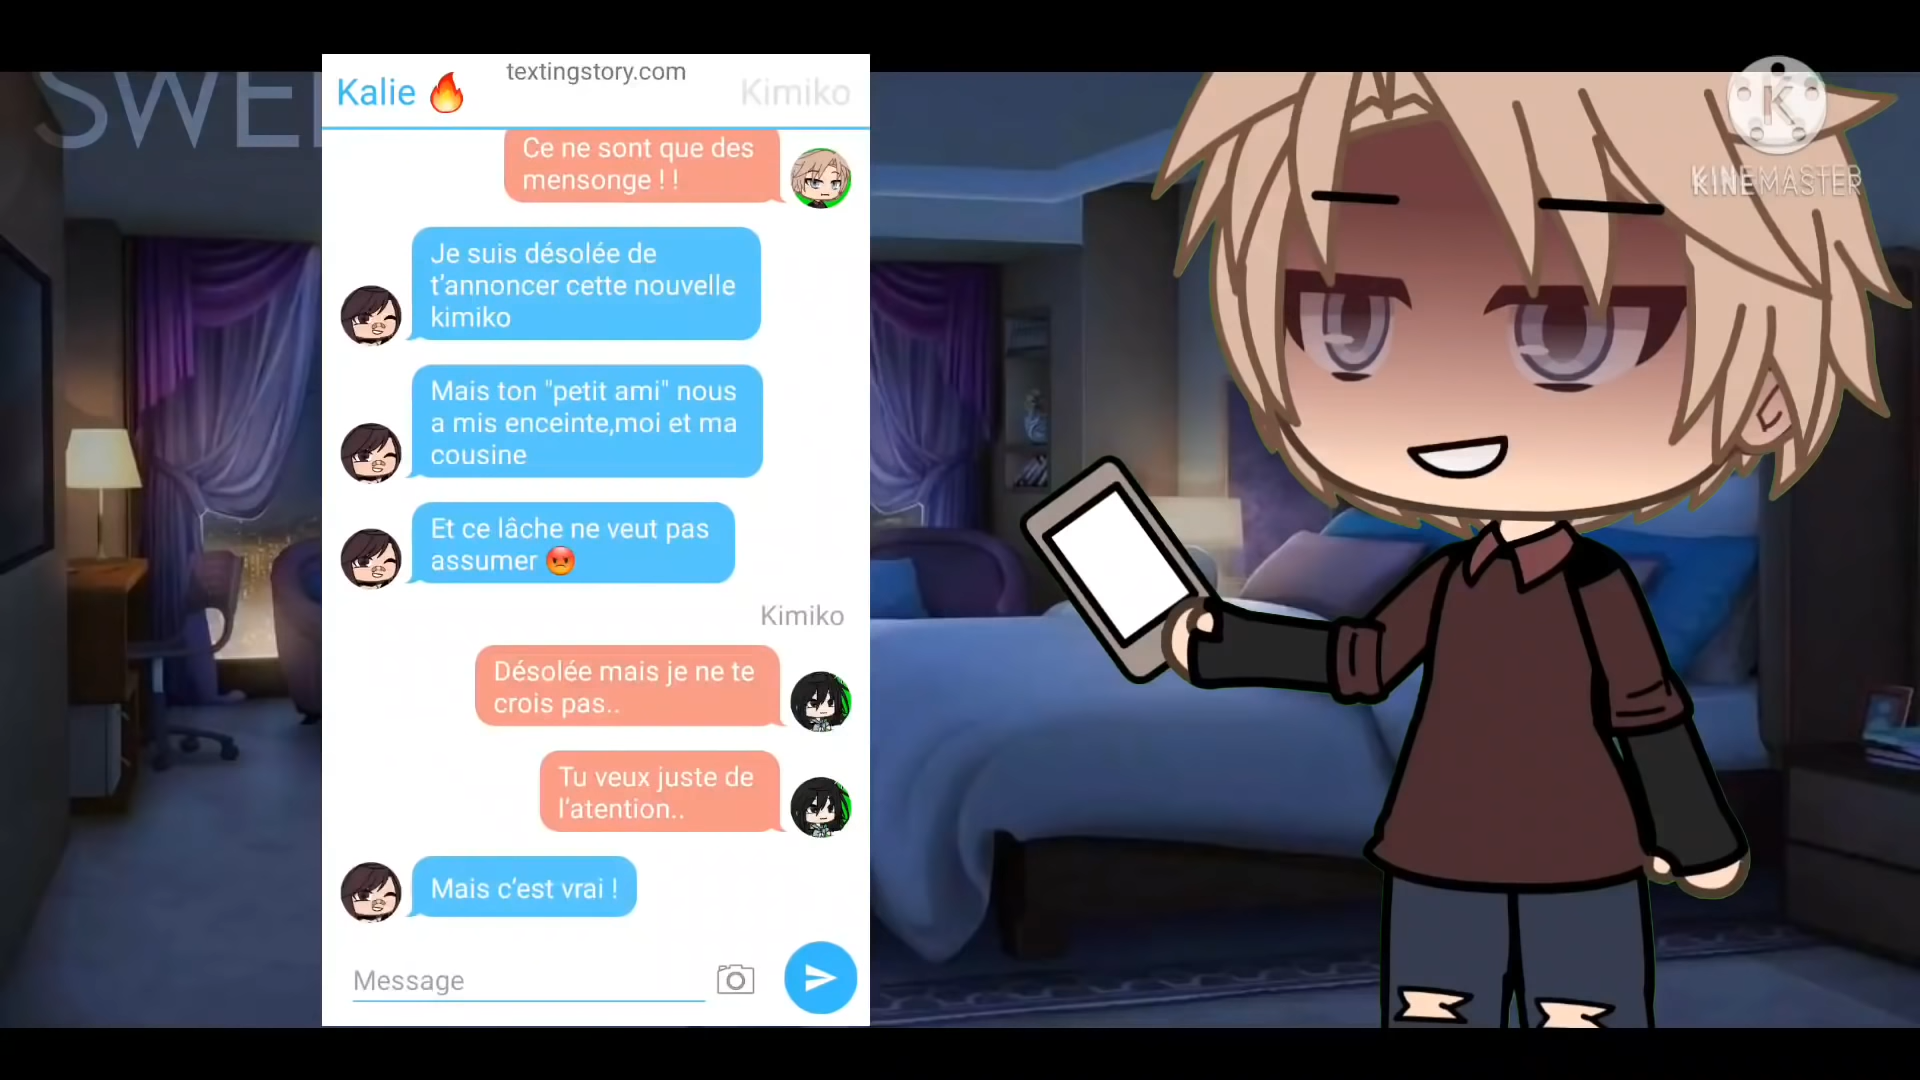 SWE
textingstory.com
Kalie 🔥
Kimiko
Ce ne sont que des
mensonge ! !
Je suis désolée de
t’annoncer cette nouvelle
kimiko
Mais ton "petit ami" nous
a mis enceinte,moi et ma
cousine
Et ce lâche ne veut pas
assumer 😡
Kimiko
Désolée mais je ne te
crois pas..
Tu veux juste de
l’atention..
Mais c’est vrai !
Message
K
KINEMASTER